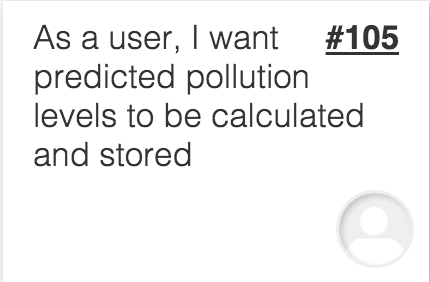 As a user, I want #105
predicted pollution
levels to be calculated
and stored